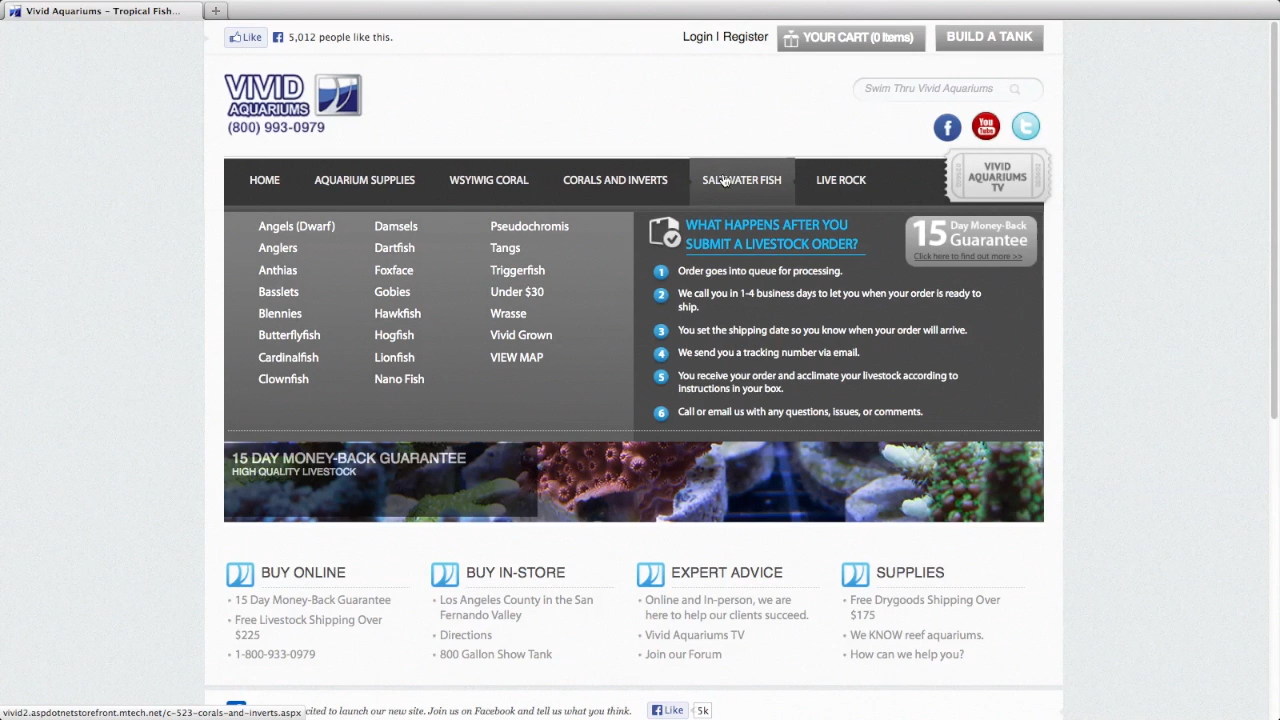 Vivid Aquariums – Tropical Fish...
Like
5,012 people like this.
Login | Register
YOUR CART (0 Items)
BUILD A TANK
VIVID
AQUARIUMS
(800) 993-0979
Swim Thru Vivid Aquariums
f
You
Tube
t
HOME
AQUARIUM SUPPLIES
WSYIWIG CORAL
CORALS AND INVERTS
SALTWATER FISH
LIVE ROCK
VIVID
AQUARIUMS
TV
Angels (Dwarf)
Anglers
Anthias
Basslets
Blennies
Butterflyfish
Cardinalfish
Clownfish
Damsels
Dartfish
Foxface
Gobies
Hawkfish
Hogfish
Lionfish
Nano Fish
Pseudochromis
Tangs
Triggerfish
Under $30
Wrasse
Vivid Grown
VIEW MAP
WHAT HAPPENS AFTER YOU
SUBMIT A LIVESTOCK ORDER?
15 Day Money-Back
Guarantee
Click here to find out more >>
1 Order goes into queue for processing.
2 We call you in 1-4 business days to let you when your order is ready to
ship.
3 You set the shipping date so you know when your order will arrive.
4 We send you a tracking number via email.
5 You receive your order and acclimate your livestock according to
instructions in your box.
6 Call or email us with any questions, issues, or comments.
15 DAY MONEY-BACK GUARANTEE
HIGH QUALITY LIVESTOCK
BUY ONLINE
• 15 Day Money-Back Guarantee
• Free Livestock Shipping Over
$225
• 1-800-933-0979
BUY IN-STORE
• Los Angeles County in the San
Fernando Valley
• Directions
• 800 Gallon Show Tank
EXPERT ADVICE
• Online and In-person, we are
here to help our clients succeed.
• Vivid Aquariums TV
• Join our Forum
SUPPLIES
• Free Drygoods Shipping Over
$175
• We KNOW reef aquariums.
• How can we help you?
cited to launch our new site. Join us on Facebook and tell us what you think.
Like
5k
vivid2.aspdotnetstorefront.mtech.net/c-523-corals-and-inverts.aspx